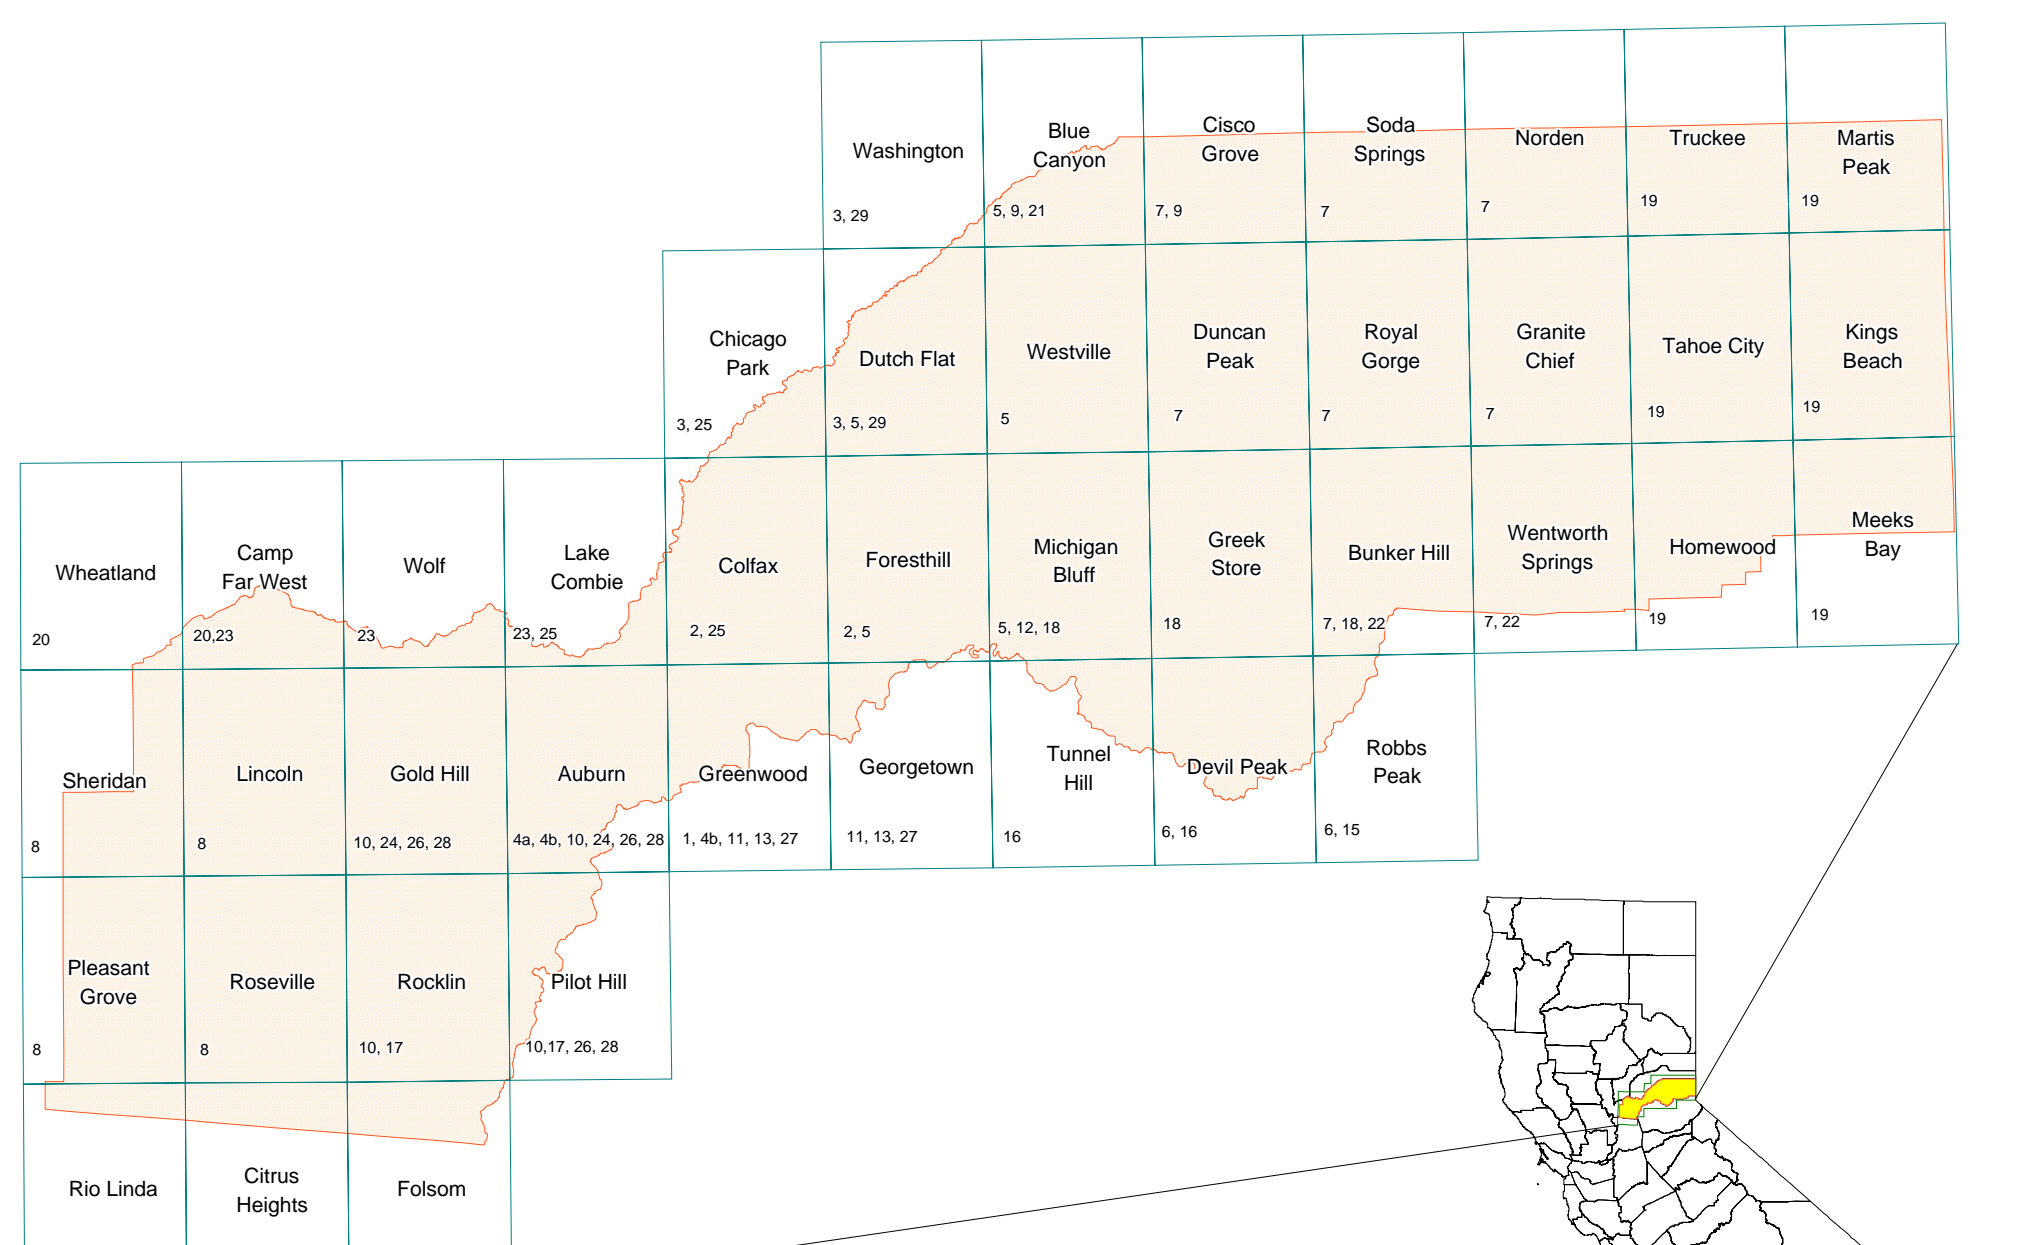 Washington
3, 29
Blue
Canyon
5, 9, 21
Cisco
Grove
7, 9
Soda
Springs
7
Norden
7
Truckee
19
Martis
Peak
19
Chicago
Park
3, 25
Dutch Flat
3, 5, 29
Westville
5
Duncan
Peak
7
Royal
Gorge
7
Granite
Chief
7
Tahoe City
19
Kings
Beach
19
Wheatland
20
Camp
Far West
20,23
Wolf
23
Lake
Combie
23, 25
Colfax
2, 25
Foresthill
2, 5
Michigan
Bluff
5, 12, 18
Greek
Store
18
Bunker Hill
7, 18, 22
Wentworth
Springs
7, 22
Homewood
19
Meeks
Bay
19
Sheridan
8
Lincoln
8
Gold Hill
10, 24, 26, 28
Auburn
4a, 4b, 10, 24, 26, 28
Greenwood
1, 4b, 11, 13, 27
Georgetown
11, 13, 27
Tunnel
Hill
16
Devil Peak
6, 16
Robbs
Peak
6, 15
Pleasant
Grove
8
Roseville
8
Rocklin
10, 17
Pilot Hill
10,17, 26, 28
Rio Linda
Citrus
Heights
Folsom